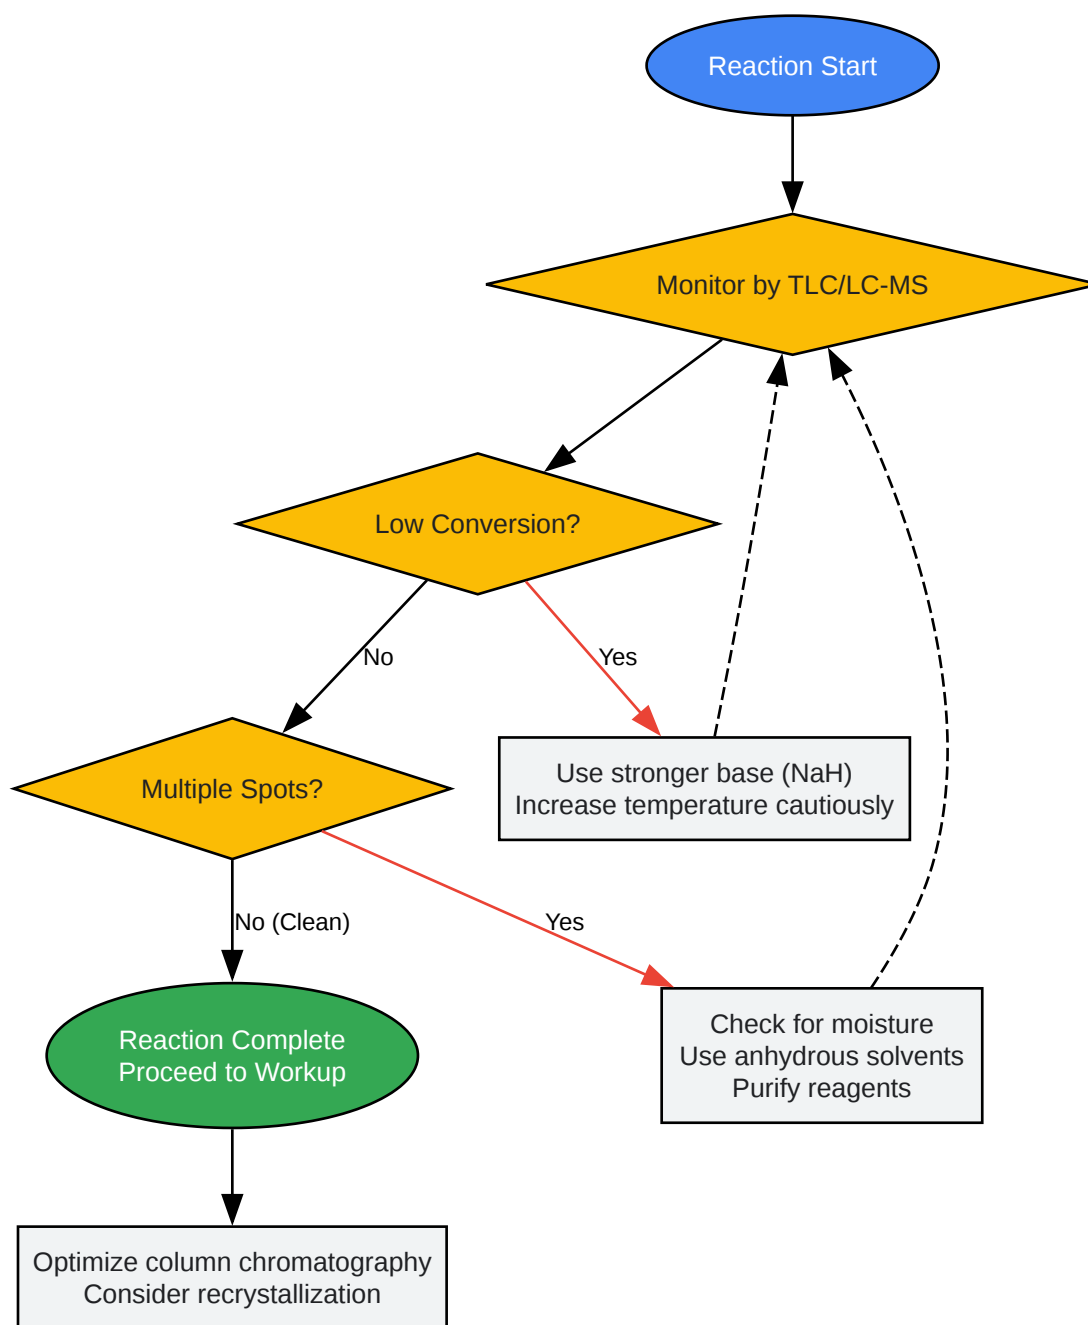 Reaction Start
Monitor by TLC/LC-MS
Low Conversion?
No
Yes
Multiple Spots?
Use stronger base (NaH)
Increase temperature cautiously
No (Clean)
Yes
Reaction Complete
Proceed to Workup
Check for moisture
Use anhydrous solvents
Purify reagents
Optimize column chromatography
Consider recrystallization